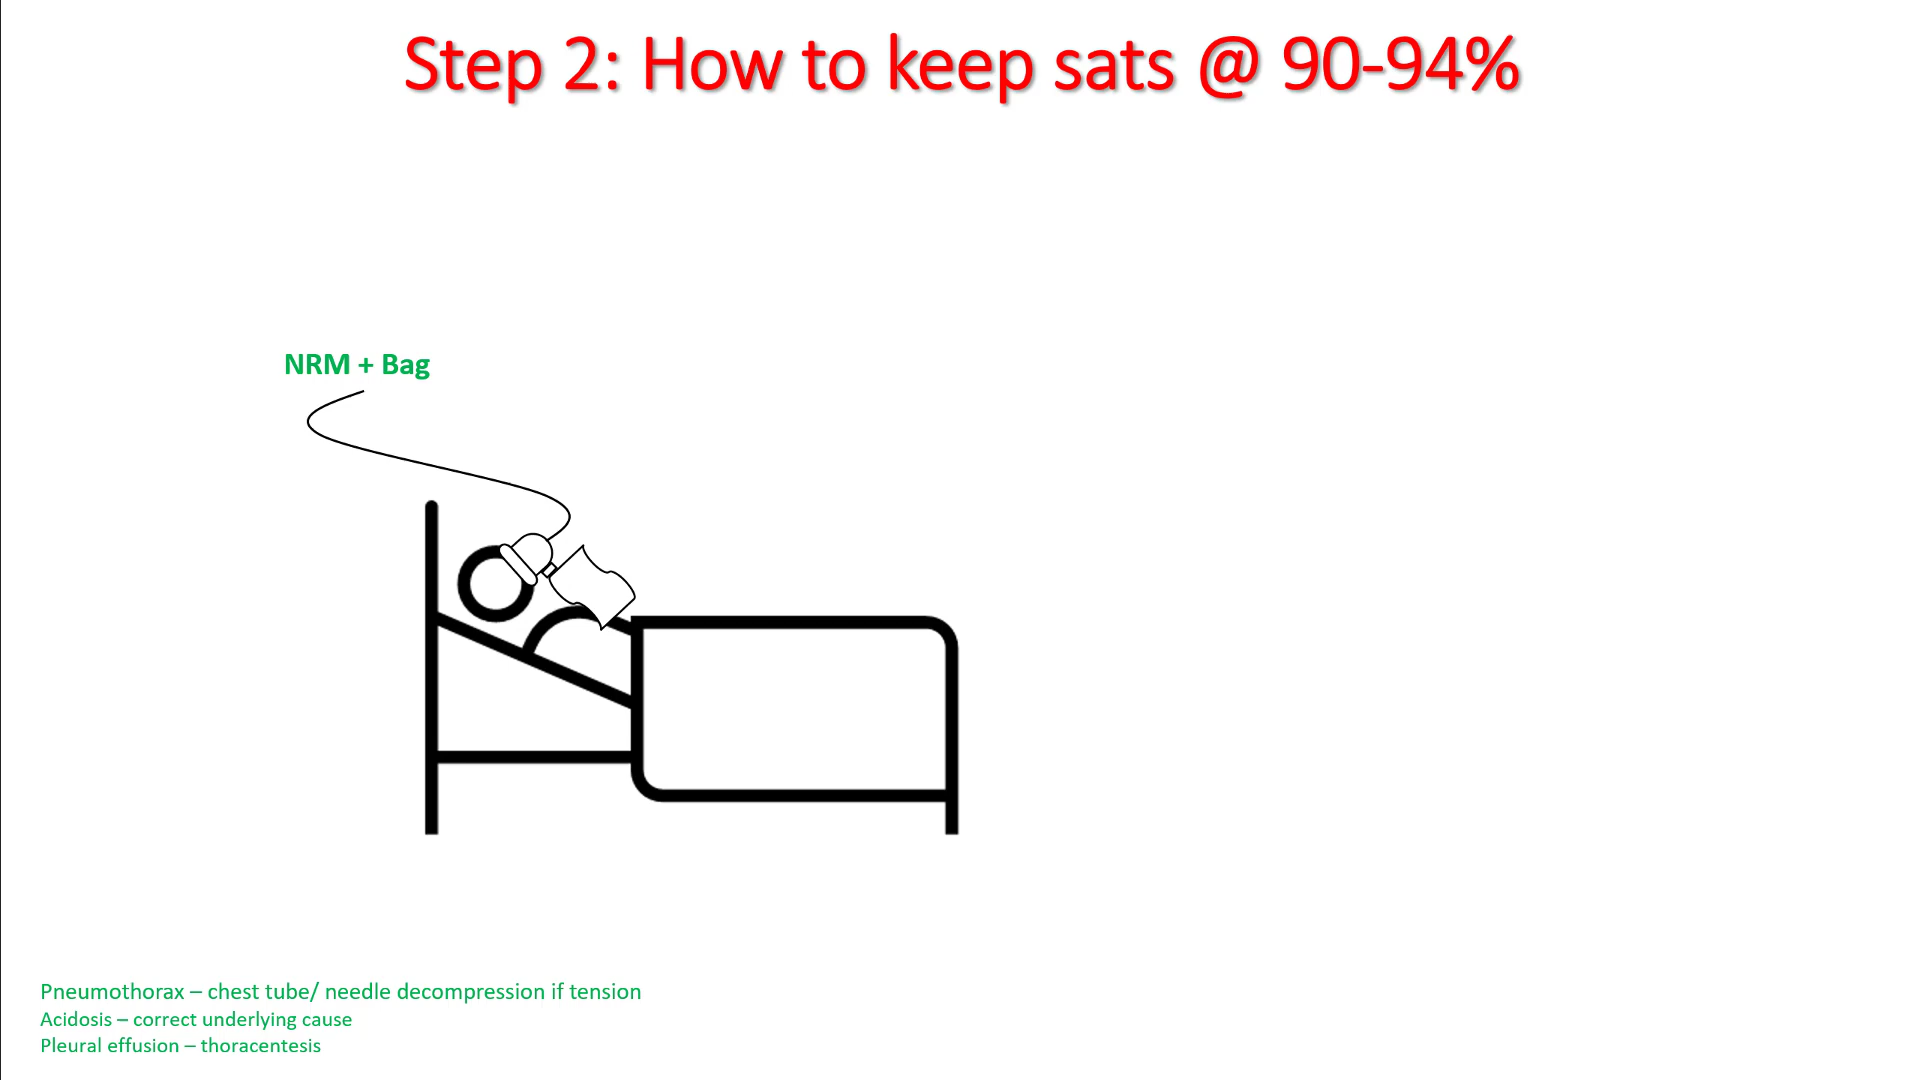 Step 2: How to keep sats @ 90-94%
NRM + Bag
Pneumothorax – chest tube/ needle decompression if tension
Acidosis – correct underlying cause
Pleural effusion – thoracentesis